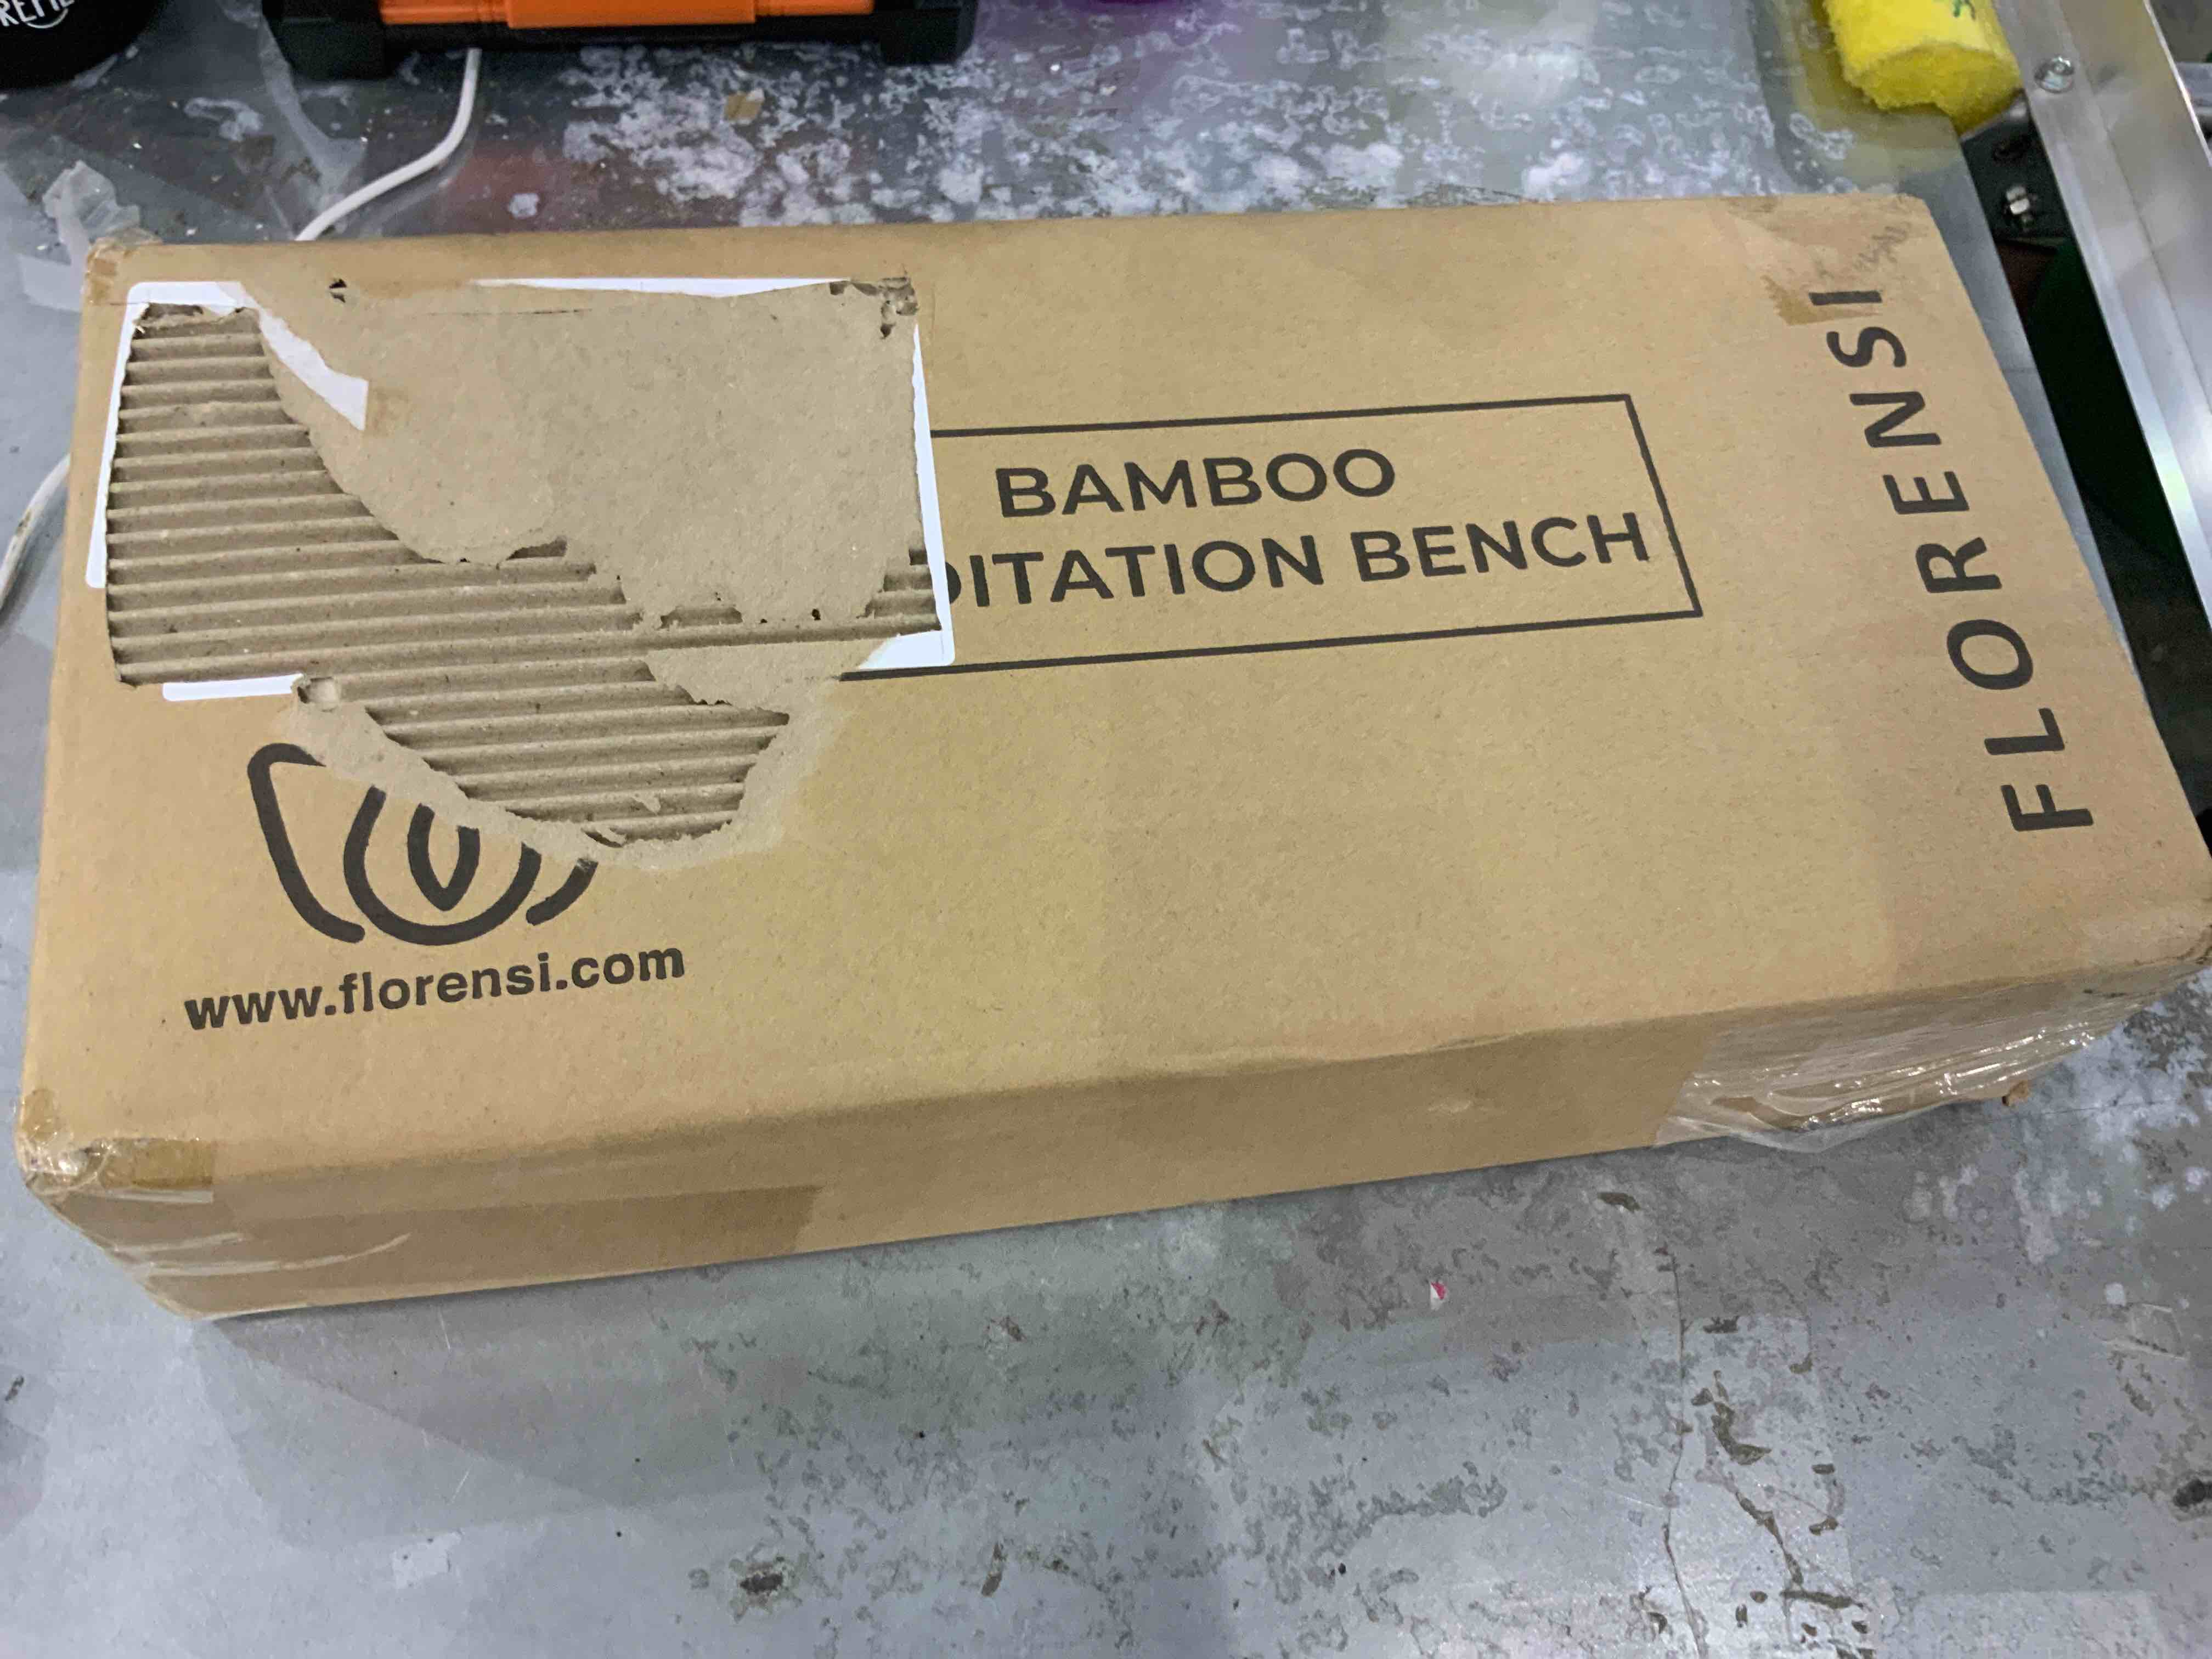 BAMBOO
DITATION BENCH
FLORENSI
www.florensi.com